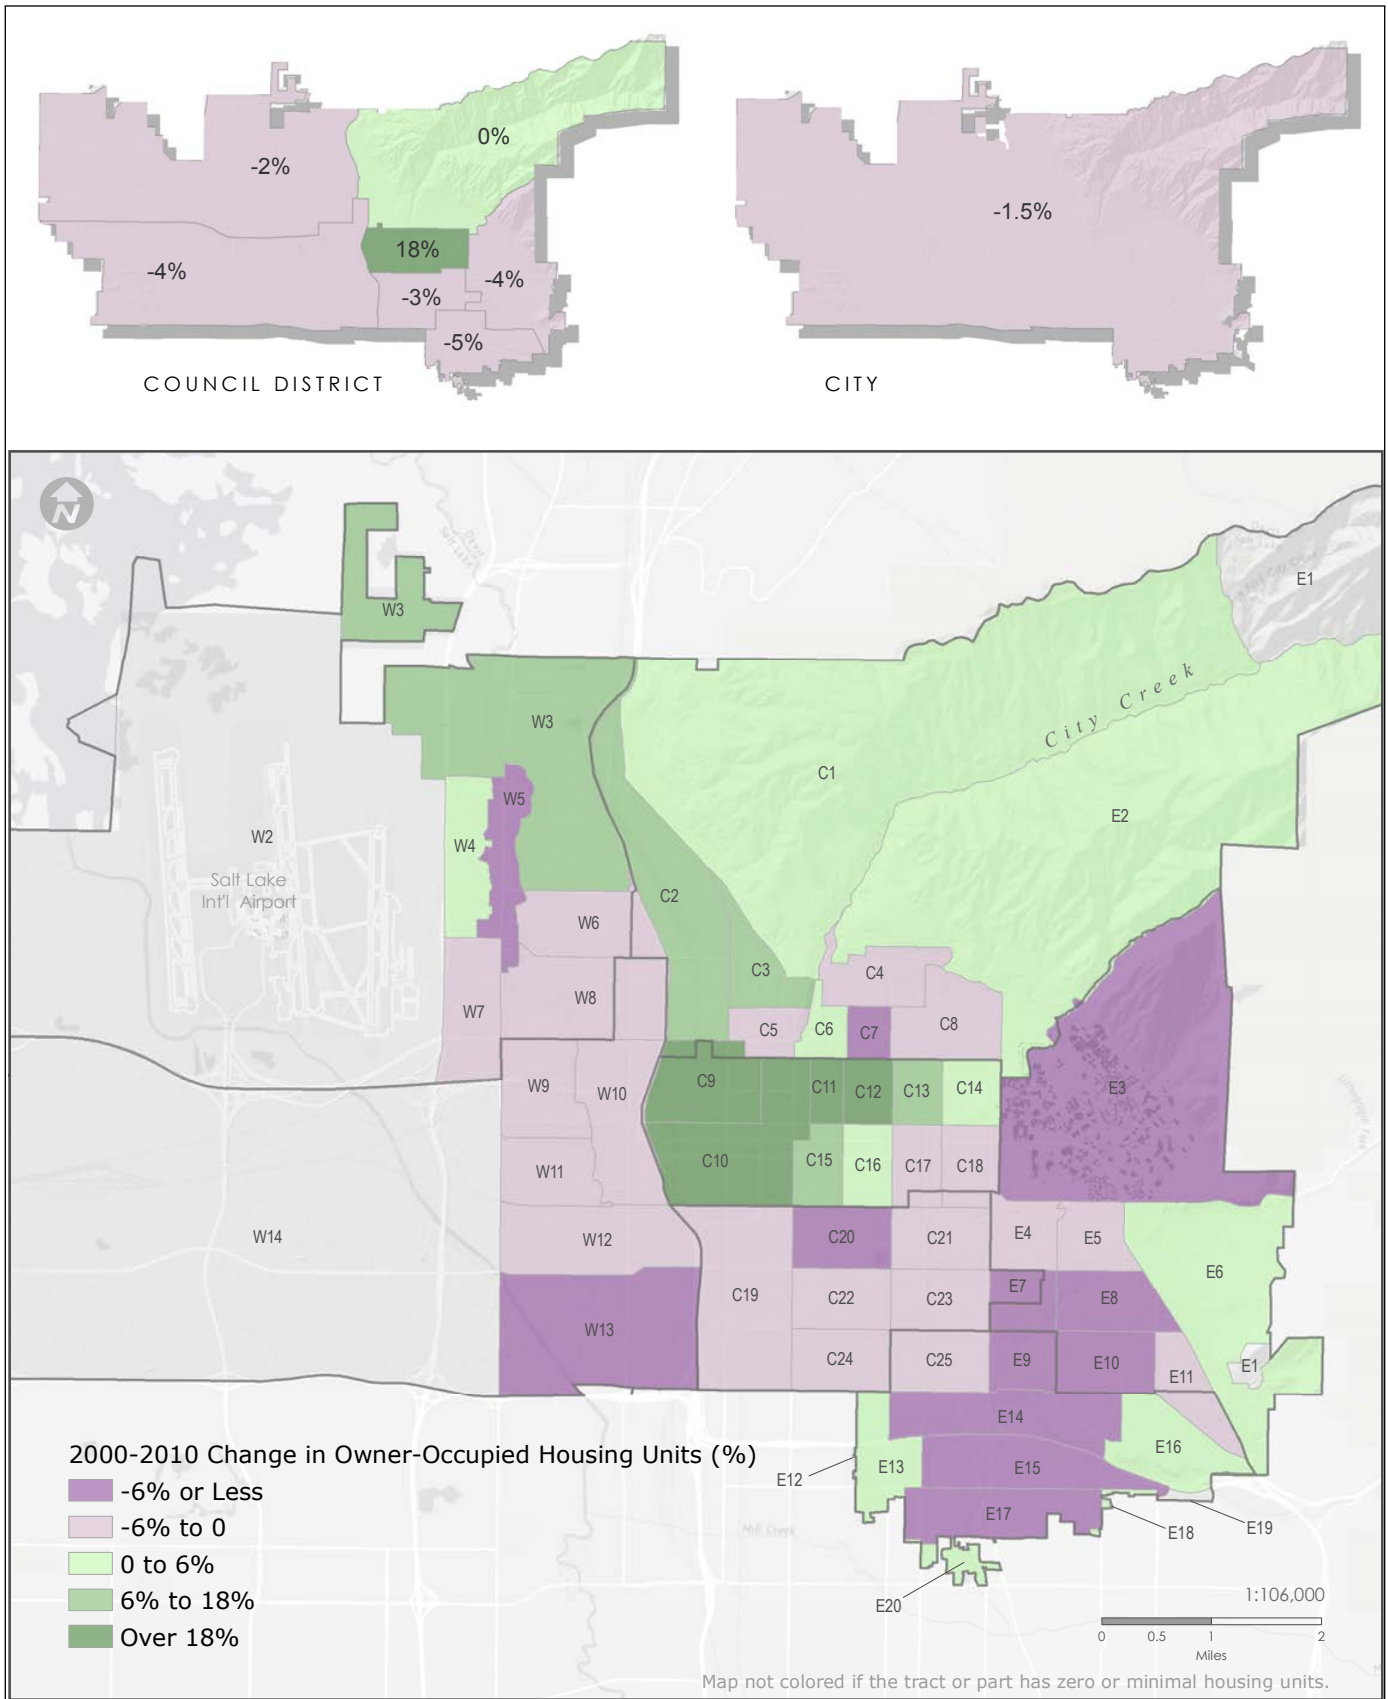 0%
-2%
-1.5%
18%
-4%
-4%
-3%
-5%
COUNCIL DISTRICT
CITY
N
E1
W3
City Creek
W3
C1
W5
E2
W2
W4
Salt Lake
Int'l Airport
C2
W6
C3
C4
W8
W7
C5
C6
C7
C8
C9
C11
C12
C13
C14
E3
W9
W10
C10
C15
C16
C17
C18
W11
W14
W12
C20
C21
E4
E5
E6
C19
C22
C23
E7
E8
W13
C24
C25
E9
E10
E11
E1
E14
E16
2000-2010 Change in Owner-Occupied Housing Units (%)
E12
E13
E15
-6% or Less
E17
-6% to 0
Mill Creek
E18
E19
0 to 6%
E20
6% to 18%
1:106,000
Over 18%
0 0.5 1 2
Miles
Map not colored if the tract or part has zero or minimal housing units.